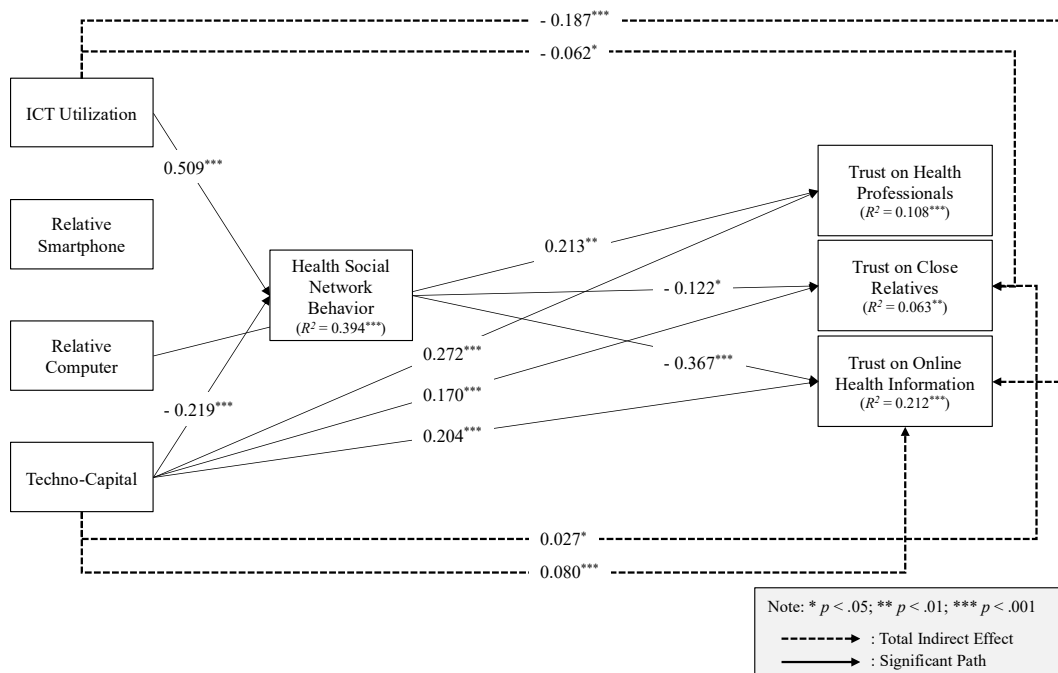 - 0.187***
- 0.062*
ICT Utilization
0.509***
Relative
Smartphone
Relative
Computer
- 0.219***
Techno-Capital
Health Social
Network
Behavior
(R² = 0.394***)
0.213**
- 0.122*
0.272***
- 0.367***
0.170***
0.204***
Trust on Health
Professionals
(R² = 0.108***)
Trust on Close
Relatives
(R² = 0.063**)
Trust on Online
Health Information
(R² = 0.212***)
0.027*
0.080***
Note: * p < .05; ** p < .01; *** p < .001
: Total Indirect Effect
: Significant Path